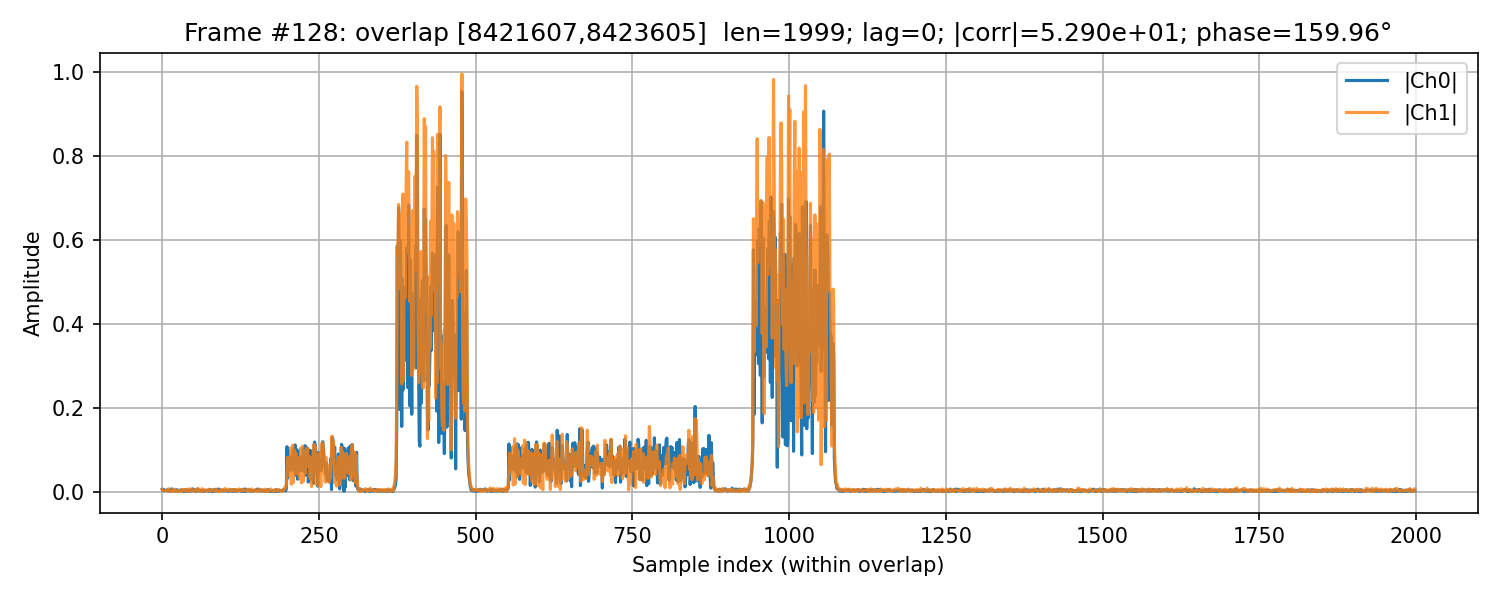 Frame #128: overlap [8421607,8423605]  len=1999; lag=0; |corr|=5.290e+01; phase=159.96°
|Ch0|
|Ch1|
Amplitude
1.0
0.8
0.6
0.4
0.2
0.0
0 250 500 750 1000 1250 1500 1750 2000
Sample index (within overlap)